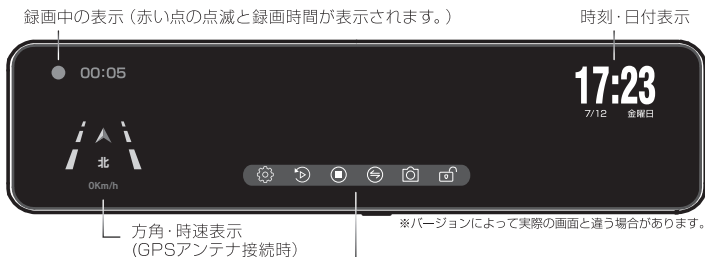 録画中の表示（赤い点の点滅と録画時間が表示されます。）
時刻・日付表示
00:05
17:23
7/12 金曜日
北
0Km/h
※バージョンによって実際の画面と違う場合があります。
方角・時速表示
(GPSアンテナ接続時)